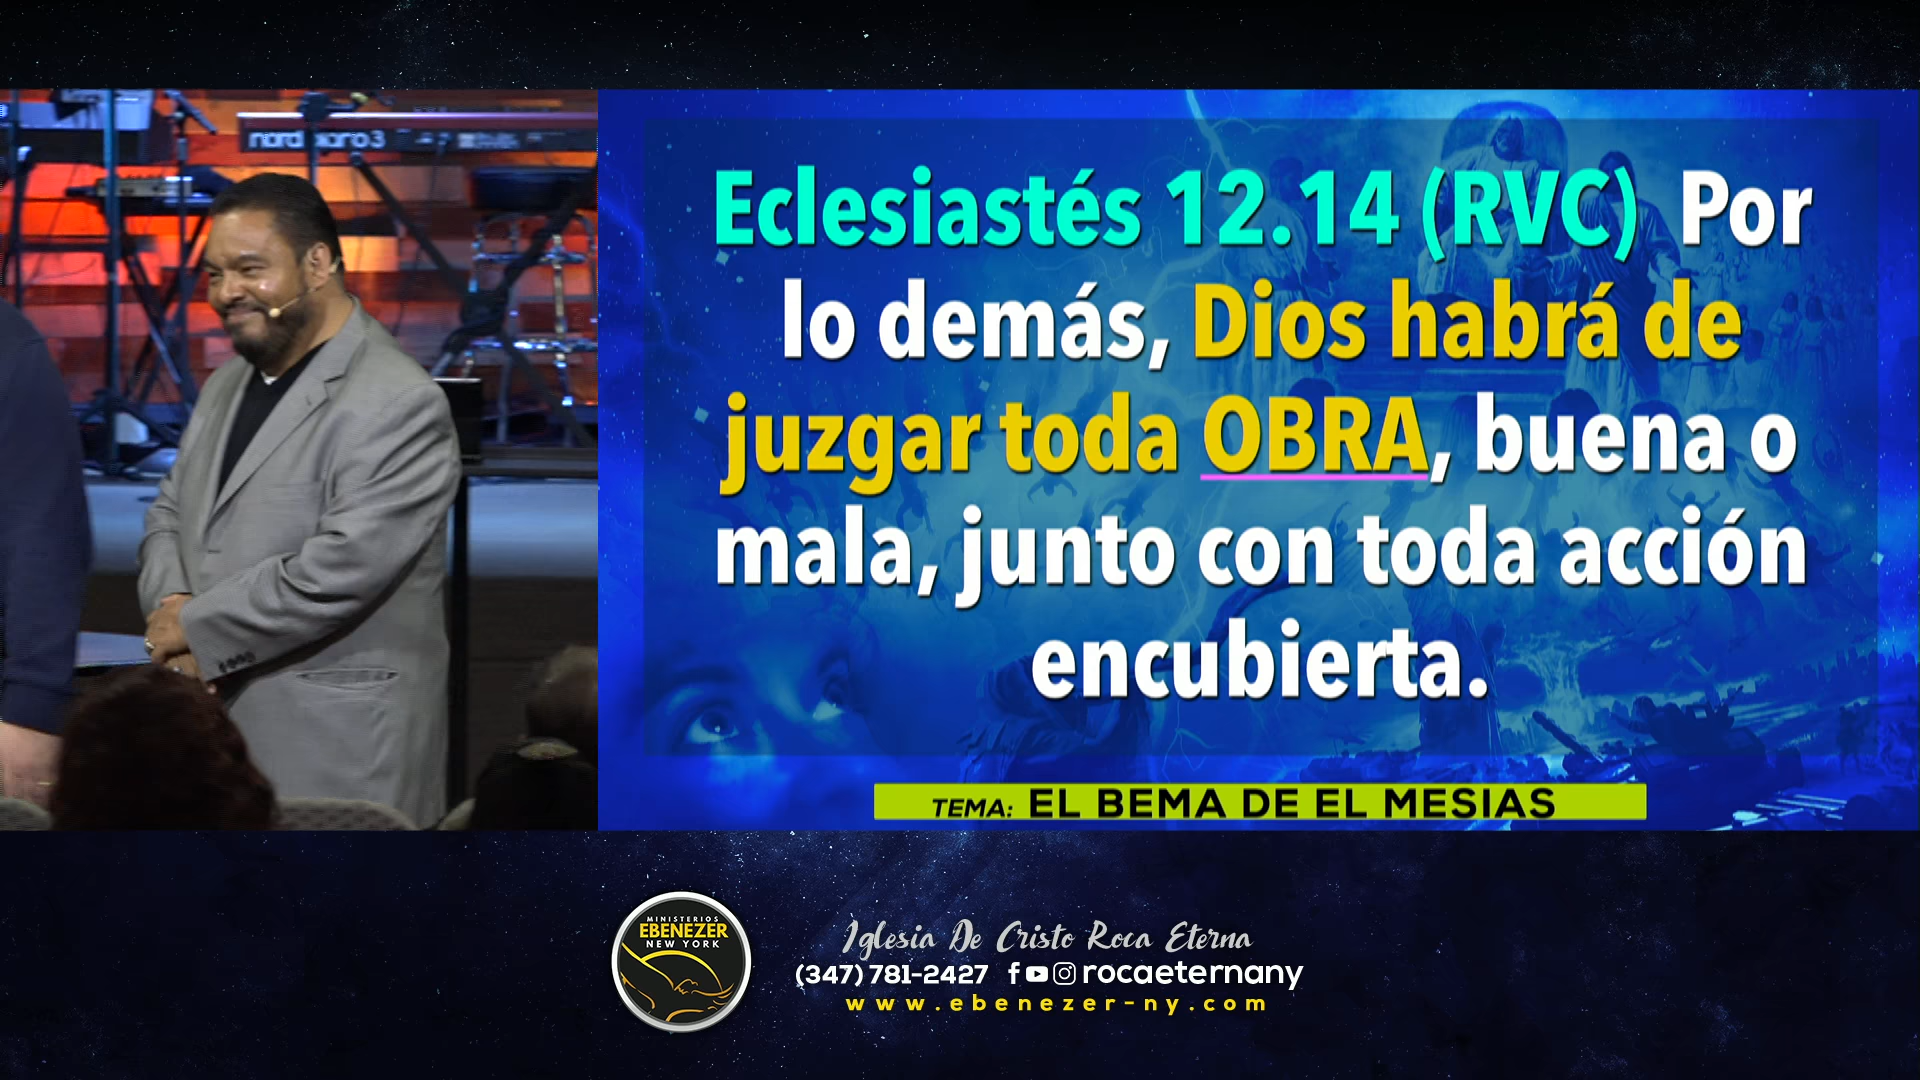 Eclesiastés 12.14 (RVC) Por
lo demás, Dios habrá de
juzgar toda OBRA, buena o
mala, junto con toda acción
encubierta.
TEMA: EL BEMA DE EL MESIAS
MINISTERIOS
EBENEZER
NEW YORK
Iglesia De Cristo Roca Eterna
(347) 781-2427 rocaeternany
www.ebenezer-ny.com
nord
3